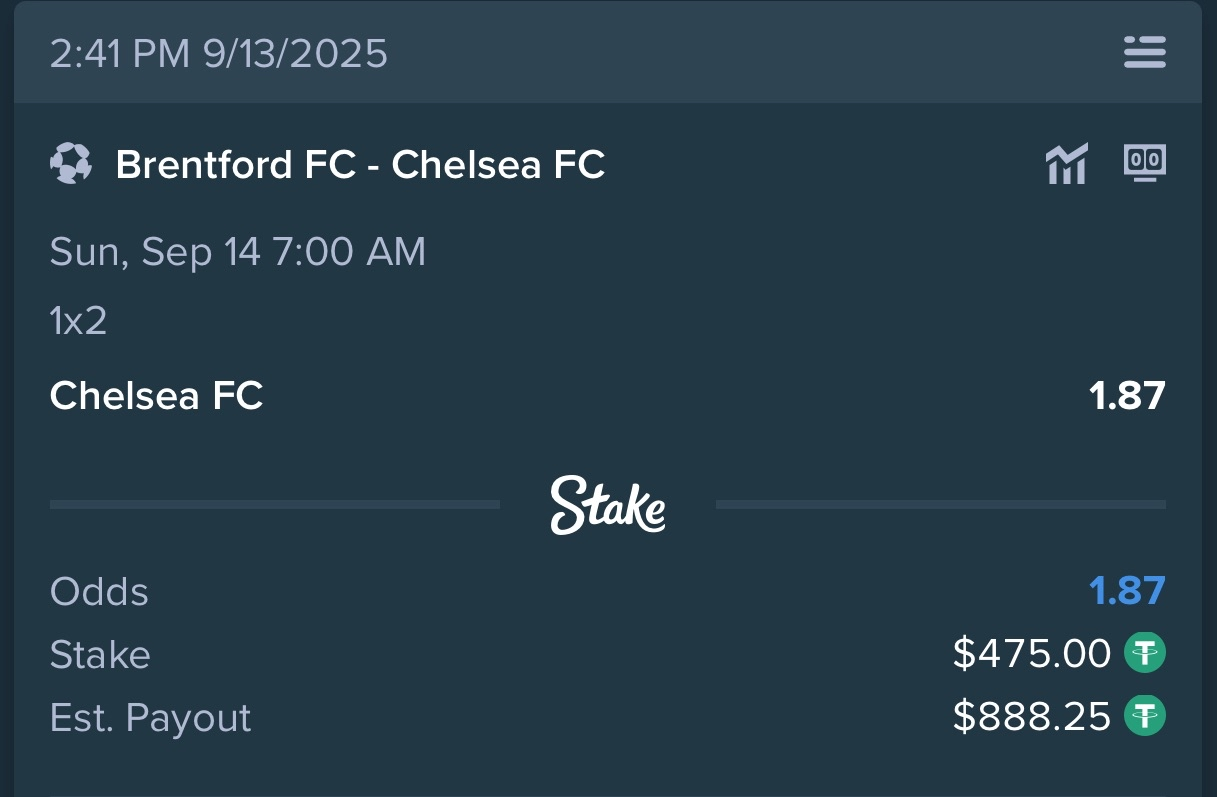 2:41 PM 9/13/2025
Brentford FC - Chelsea FC
00
Sun, Sep 14 7:00 AM
1x2
Chelsea FC 1.87
Stake
Odds 1.87
Stake $475.00
Est. Payout $888.25